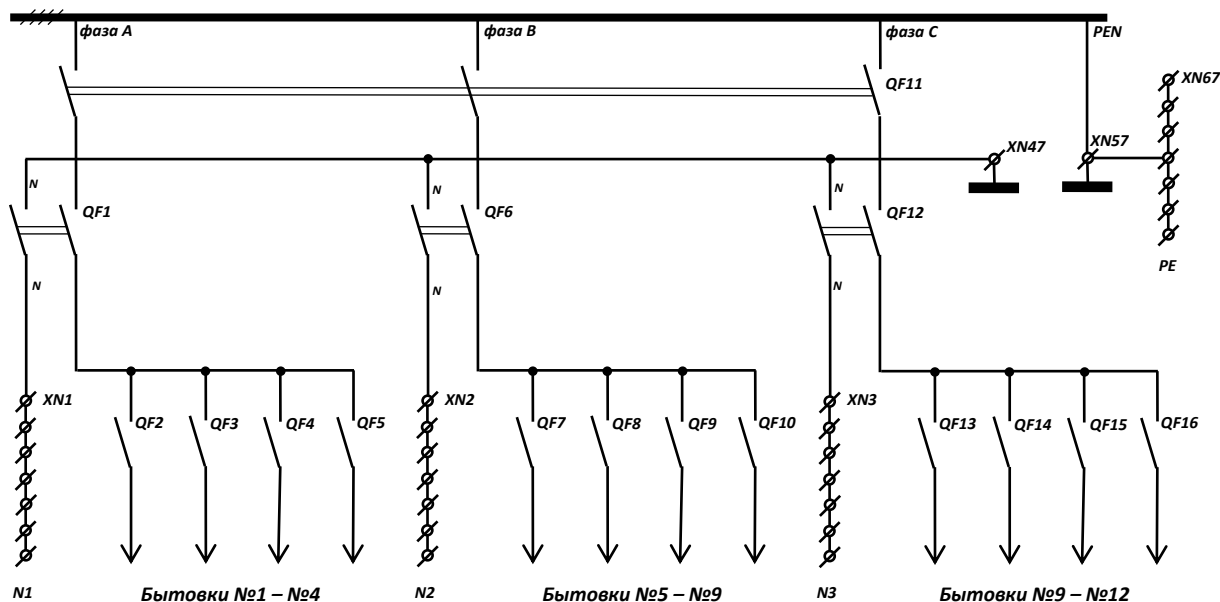 фаза A
фаза B
фаза C
PEN
QF11
XN67
XN47
XN57
N
N
N
QF1
QF6
QF12
PE
N
N
N
XN1
XN2
XN3
QF2
QF3
QF4
QF5
QF7
QF8
QF9
QF10
QF13
QF14
QF15
QF16
N1
Бытовки №1 – №4
N2
Бытовки №5 – №9
N3
Бытовки №9 – №12